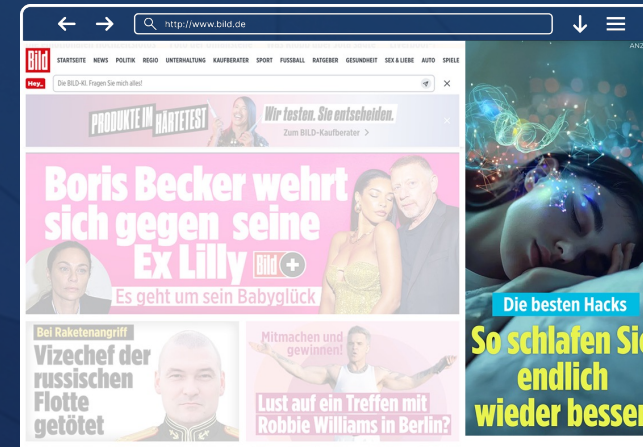 http://www.bild.de
ANZ
Bild
STARTSEITE NEWS POLITIK REGIO UNTERHALTUNG KAUFBERATER SPORT FUSSBALL RATGEBER GESUNDHEIT SEX & LIEBE AUTO SPIELE
Hey_
Die BILD-KI. Fragen Sie mich alles!
PRODUKTE IM HÄRTETEST
Wir testen. Sie entscheiden.
Zum BILD-Kaufberater >
Boris Becker wehrt
sich gegen seine
Ex Lilly Bild +
Es geht um sein Babyglück
Bei Raketenangriff
Vizechef der
russischen
Flotte
getötet
Mitmachen und
gewinnen!
Lust auf ein Treffen mit
Robbie Williams in Berlin?
Die besten Hacks
So schlafen Sie
endlich
wieder besser